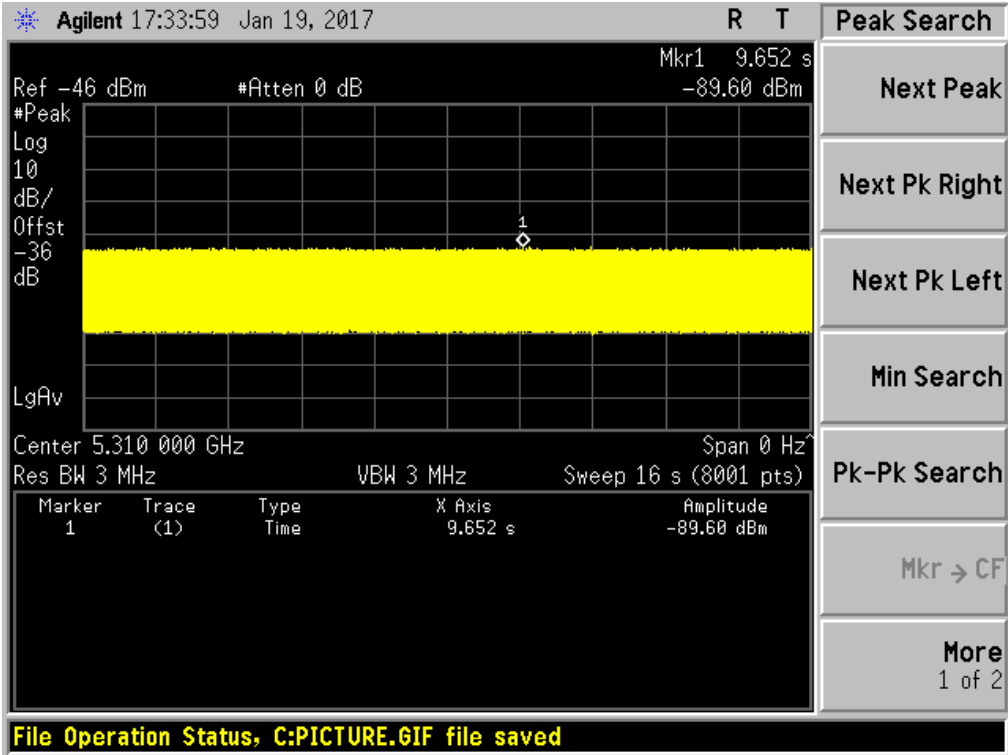 Agilent 17:33:59 Jan 19, 2017 R T
Peak Search
Mkr1 9.652 s
Ref -46 dBm #Atten 0 dB -89.60 dBm
#Peak
Log
10
dB/
Offst
-36
dB
1
LgAv
Center 5.310 000 GHz Span 0 Hz^
Res BW 3 MHz VBW 3 MHz Sweep 16 s (8001 pts)
Marker Trace Type X Axis Amplitude
1 (1) Time 9.652 s -89.60 dBm
Next Peak
Next Pk Right
Next Pk Left
Min Search
Pk-Pk Search
Mkr → CF
More
1 of 2
File Operation Status, C:PICTURE.GIF file saved